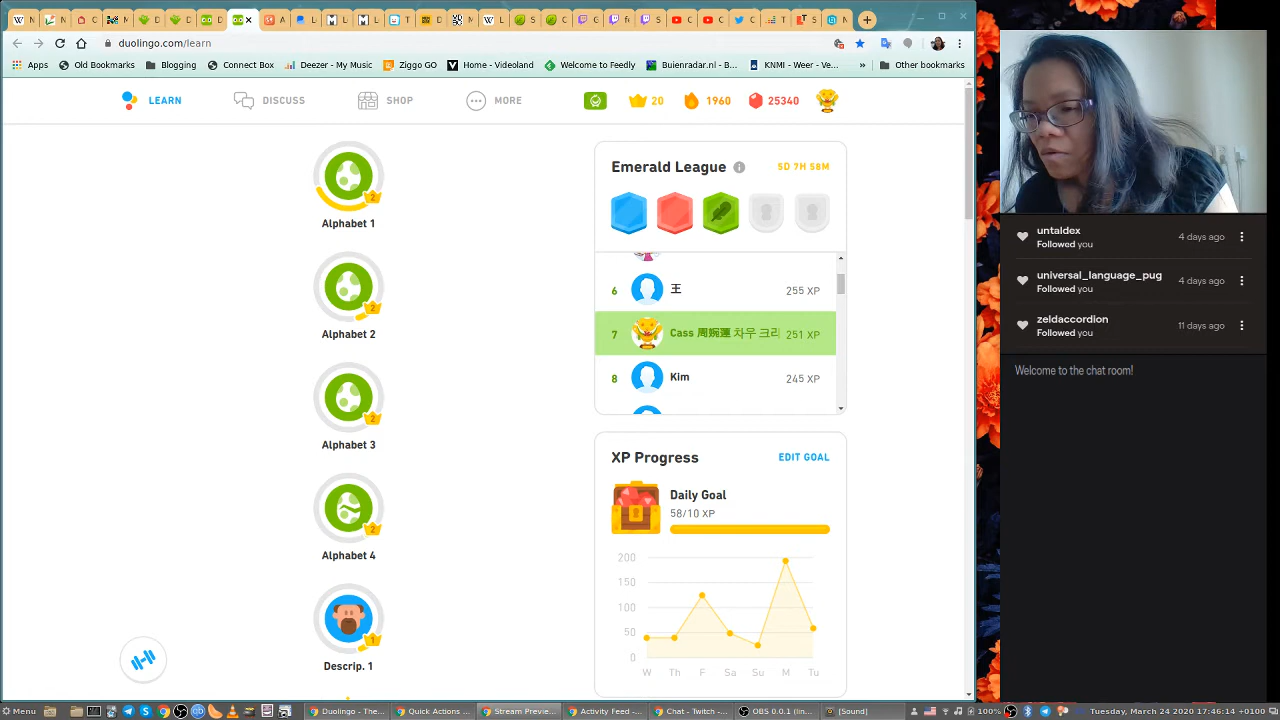 duolingo.com/learn
Apps Old Bookmarks Blogging Connect Box Deezer - My Music Ziggo GO Home - Videoland Welcome to Feedly Buienradar.nl - B... KNMI - Weer - Ve... » Other bookmarks
LEARN DISCUSS SHOP MORE 20 1960 25340
Alphabet 1
2
Alphabet 2
2
Alphabet 3
2
Alphabet 4
2
Descrip. 1
1
Emerald League 5D 7H 58M
6 王 255 XP
7 Cass 周婉蓮 차우 크리 251 XP
8 Kim 245 XP
XP Progress EDIT GOAL
Daily Goal
58/10 XP
200
150
100
50
0
W Th F Sa Su M Tu
untaldex
Followed you 4 days ago
universal_language_pug
Followed you 4 days ago
zeldaccordion
Followed you 11 days ago
Welcome to the chat room!
Menu Duolingo - The ... Quick Actions ... Stream Previe... Activity Feed -... Chat - Twitch -... OBS 0.0.1 (lin... [Sound] 100% Tuesday, March 24 2020, 17:46:14 +0100